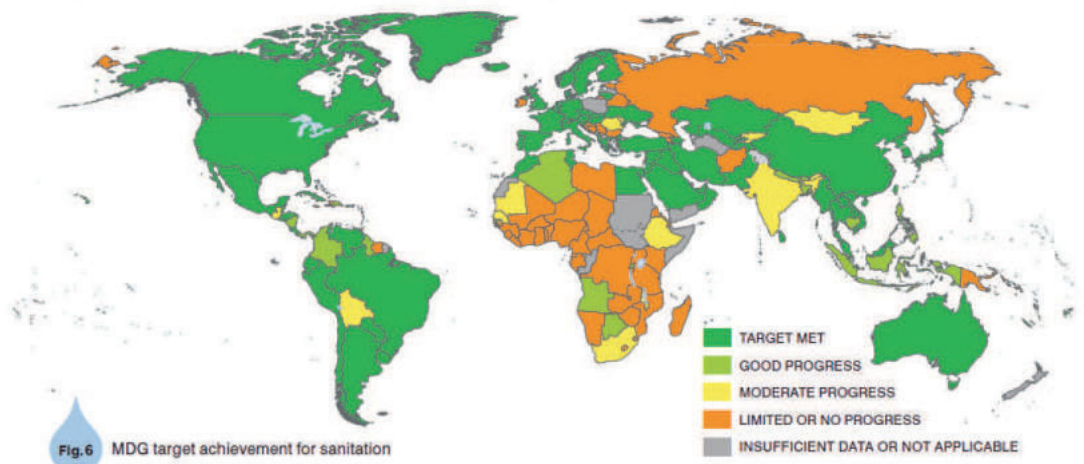 TARGET MET
GOOD PROGRESS
MODERATE PROGRESS
LIMITED OR NO PROGRESS
INSUFFICIENT DATA OR NOT APPLICABLE
Fig. 6 MDG target achievement for sanitation